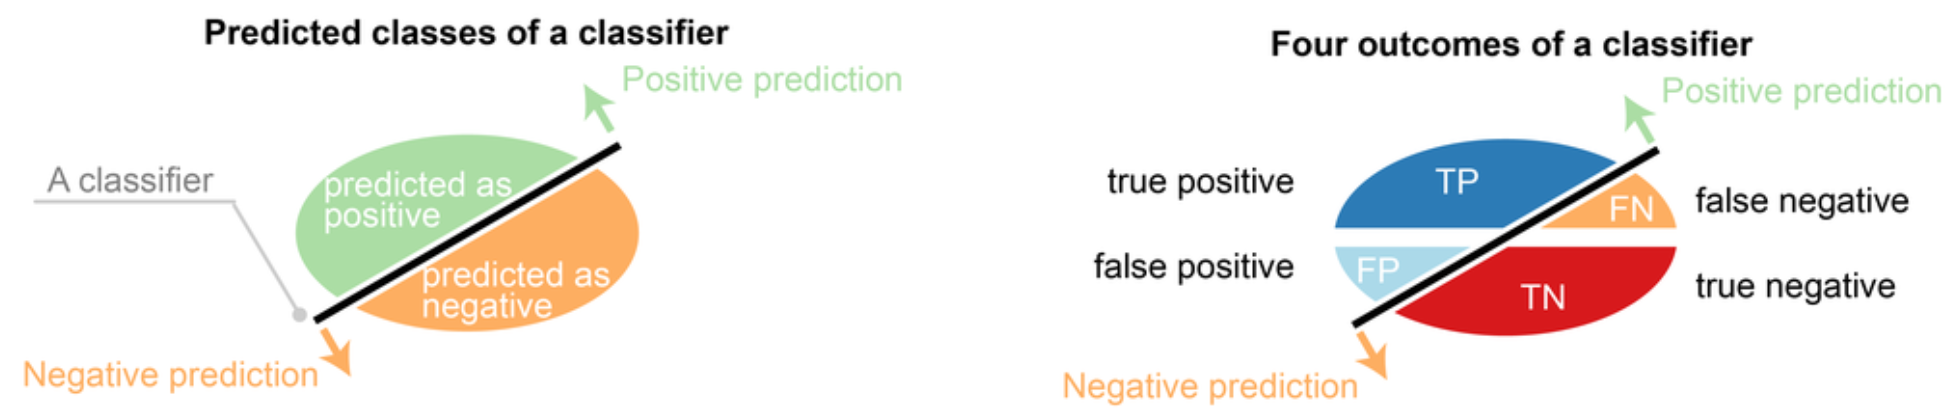 Predicted classes of a classifier
Positive prediction
A classifier
predicted as
positive
predicted as
negative
Negative prediction
Four outcomes of a classifier
Positive prediction
true positive
TP
FN
false negative
false positive
FP
TN
true negative
Negative prediction